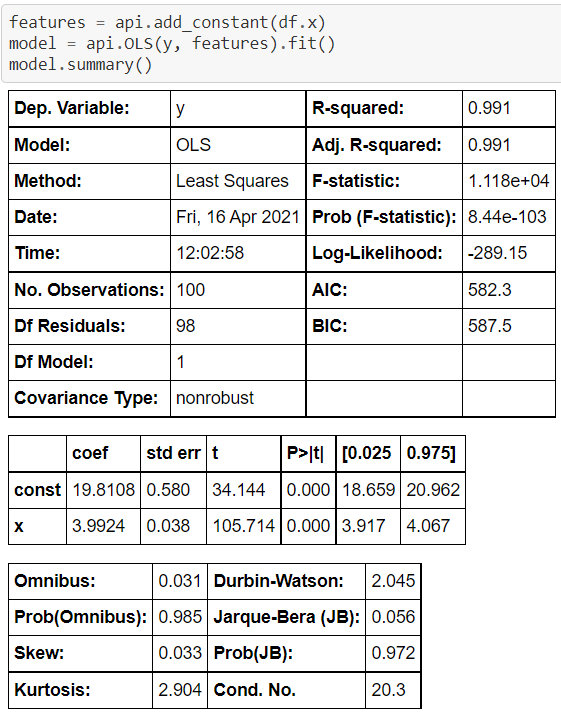 features = api.add_constant(df.x)
model = api.OLS(y, features).fit()
model.summary()
Dep. Variable: y R-squared: 0.991
Model: OLS Adj. R-squared: 0.991
Method: Least Squares F-statistic: 1.118e+04
Date: Fri, 16 Apr 2021 Prob (F-statistic): 8.44e-103
Time: 12:02:58 Log-Likelihood: -289.15
No. Observations: 100 AIC: 582.3
Df Residuals: 98 BIC: 587.5
Df Model: 1
Covariance Type: nonrobust
coef std err t P>|t| [0.025 0.975]
const 19.8108 0.580 34.144 0.000 18.659 20.962
x 3.9924 0.038 105.714 0.000 3.917 4.067
Omnibus: 0.031 Durbin-Watson: 2.045
Prob(Omnibus): 0.985 Jarque-Bera (JB): 0.056
Skew: 0.033 Prob(JB): 0.972
Kurtosis: 2.904 Cond. No. 20.3